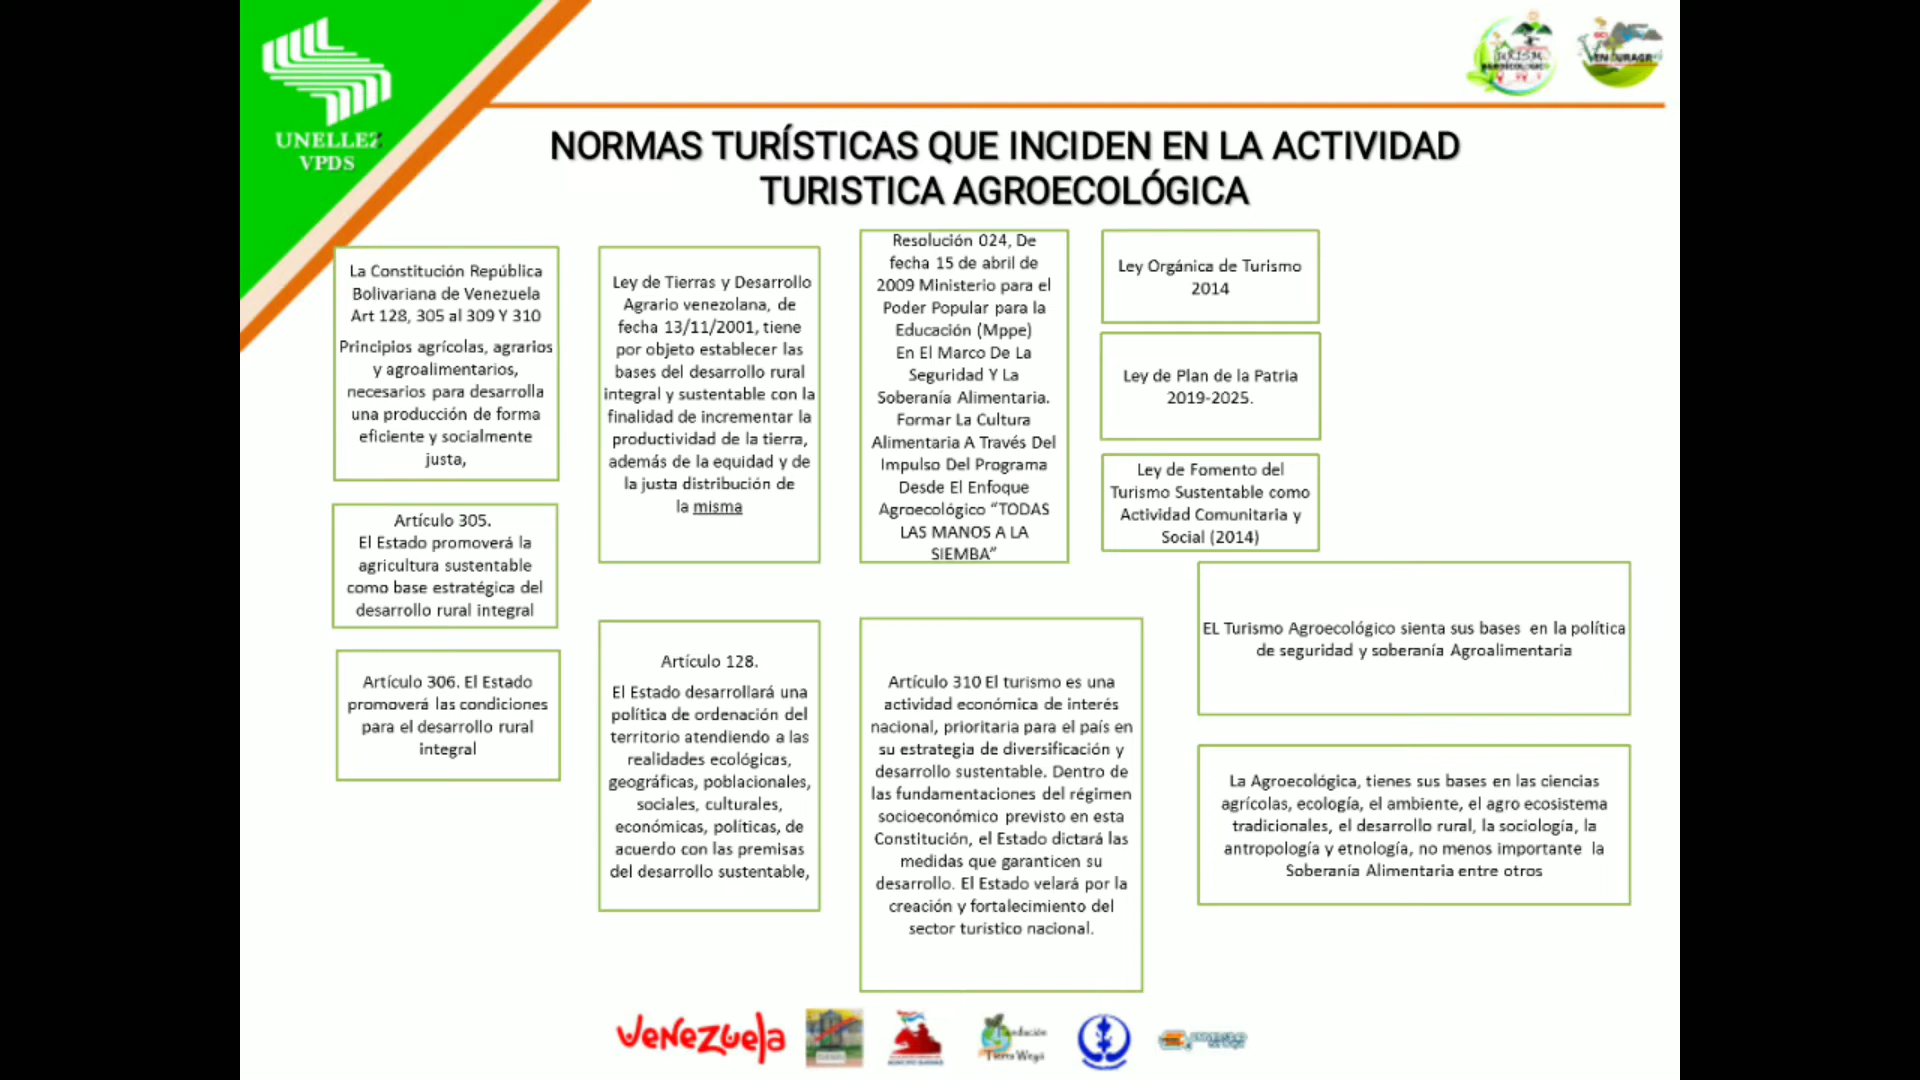 UNELLEZ
VPDS
NORMAS TURÍSTICAS QUE INCIDEN EN LA ACTIVIDAD
TURISTICA AGROECOLÓGICA
La Constitución República
Bolivariana de Venezuela
Art 128, 305 al 309 Y 310
Principios agrícolas, agrarios
y agroalimentarios,
necesarios para desarrolla
una producción de forma
eficiente y socialmente
justa,
Artículo 305.
El Estado promoverá la
agricultura sustentable
como base estratégica del
desarrollo rural integral
Artículo 306. El Estado
promoverá las condiciones
para el desarrollo rural
integral
Ley de Tierras y Desarrollo
Agrario venezolana, de
fecha 13/11/2001, tiene
por objeto establecer las
bases del desarrollo rural
integral y sustentable con la
finalidad de incrementar la
productividad de la tierra,
además de la equidad y de
la justa distribución de
la misma
Artículo 128.
El Estado desarrollará una
política de ordenación del
territorio atendiendo a las
realidades ecológicas,
geográficas, poblacionales,
sociales, culturales,
económicas, políticas, de
acuerdo con las premisas
del desarrollo sustentable,
Resolución 024, De
fecha 15 de abril de
2009 Ministerio para el
Poder Popular para la
Educación (Mppe)
En El Marco De La
Seguridad Y La
Soberanía Alimentaria.
Formar La Cultura
Alimentaria A Través Del
Impulso Del Programa
Desde El Enfoque
Agroecológico “TODAS
LAS MANOS A LA
SIEMBA”
Artículo 310 El turismo es una
actividad económica de interés
nacional, prioritaria para el país en
su estrategia de diversificación y
desarrollo sustentable. Dentro de
las fundamentaciones del régimen
socioeconómico previsto en esta
Constitución, el Estado dictará las
medidas que garanticen su
desarrollo. El Estado velará por la
creación y fortalecimiento del
sector turistico nacional.
Ley Orgánica de Turismo
2014
Ley de Plan de la Patria
2019-2025.
Ley de Fomento del
Turismo Sustentable como
Actividad Comunitaria y
Social (2014)
EL Turismo Agroecológico sienta sus bases en la política
de seguridad y soberanía Agroalimentaria
La Agroecológica, tienes sus bases en las ciencias
agrícolas, ecología, el ambiente, el agro ecosistema
tradicionales, el desarrollo rural, la sociología, la
antropología y etnología, no menos importante la
Soberanía Alimentaria entre otros
Venezuela